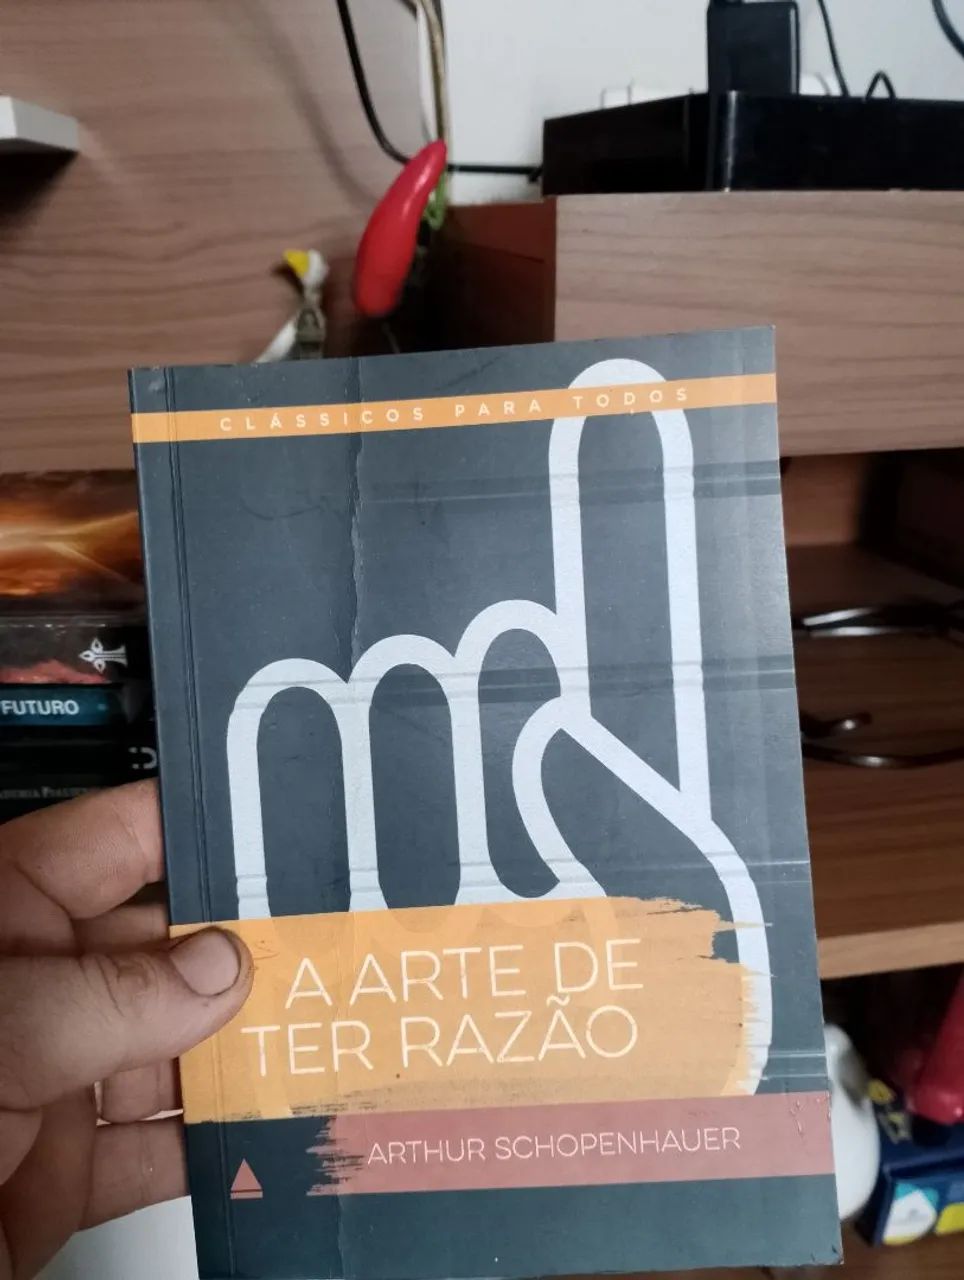 CLÁSSICOS PARA TODOS
FUTURO
A ARTE DE
TER RAZÃO
ARTHUR SCHOPENHAUER